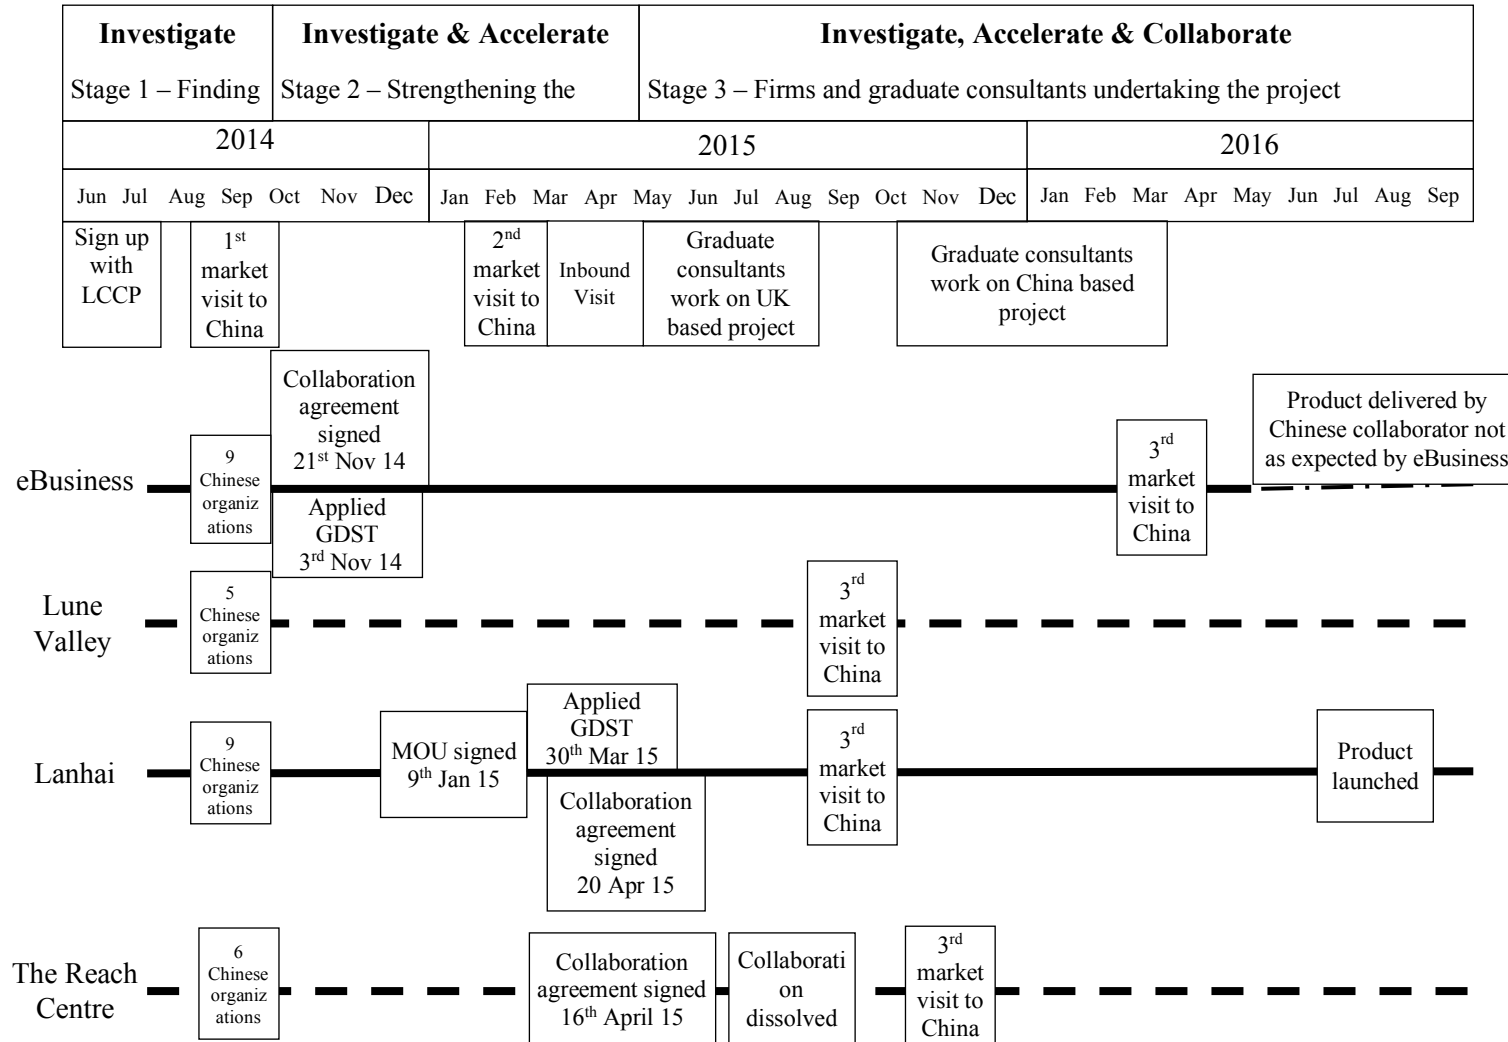 Investigate
Stage 1 – Finding
Investigate & Accelerate
Stage 2 – Strengthening the
Investigate, Accelerate & Collaborate
Stage 3 – Firms and graduate consultants undertaking the project
2014
2015
2016
Jun Jul Aug Sep Oct Nov Dec
Jan Feb Mar Apr May Jun Jul Aug Sep Oct Nov Dec
Jan Feb Mar Apr May Jun Jul Aug Sep
Sign up
with
LCCP
1st
market
visit to
China
2nd
market
visit to
China
Inbound
Visit
Graduate
consultants
work on UK
based project
Graduate consultants
work on China based
project
eBusiness
9
Chinese
organiz
ations
Collaboration
agreement
signed
21st Nov 14
Applied
GDST
3rd Nov 14
3rd
market
visit to
China
Product delivered by
Chinese collaborator not
as expected by eBusiness
Lune
Valley
5
Chinese
organiz
ations
3rd
market
visit to
China
Lanhai
9
Chinese
organiz
ations
MOU signed
9th Jan 15
Applied
GDST
30th Mar 15
Collaboration
agreement
signed
20 Apr 15
3rd
market
visit to
China
Product
launched
The Reach
Centre
6
Chinese
organiz
ations
Collaboration
agreement signed
16th April 15
Collaborati
on
dissolved
3rd
market
visit to
China